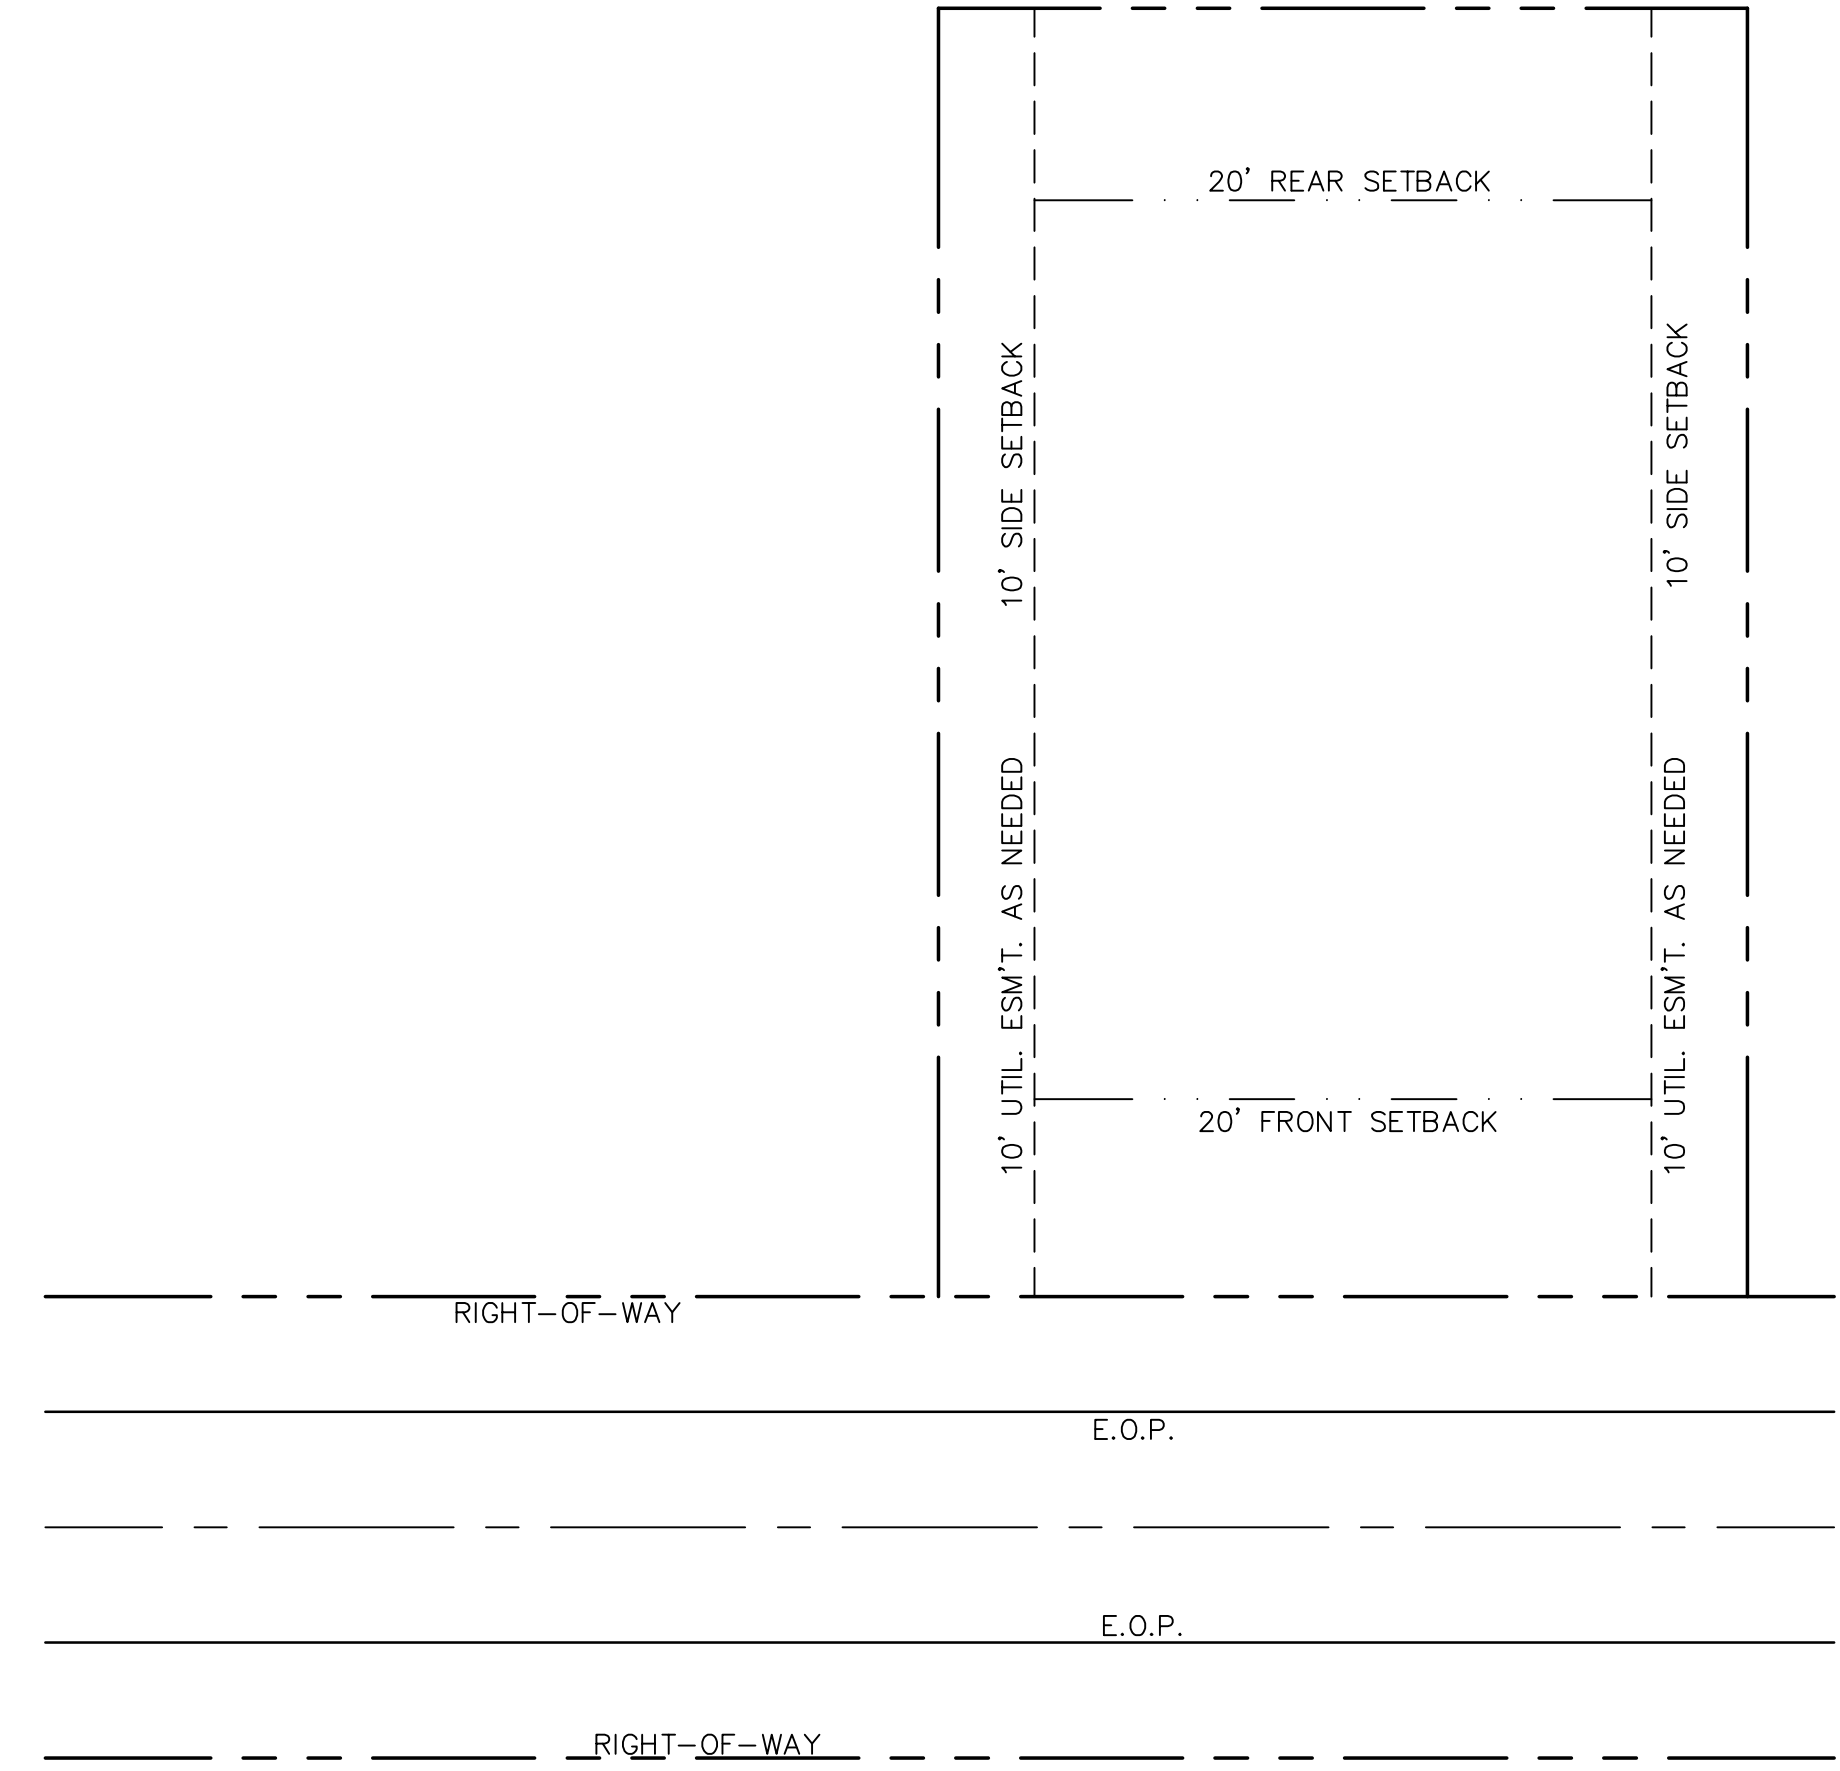 20' REAR SETBACK
10' SIDE SETBACK
10' SIDE SETBACK
10' UTIL. ESM'T. AS NEEDED
10' UTIL. ESM'T. AS NEEDED
20' FRONT SETBACK
RIGHT-OF-WAY
E.O.P.
E.O.P.
RIGHT-OF-WAY